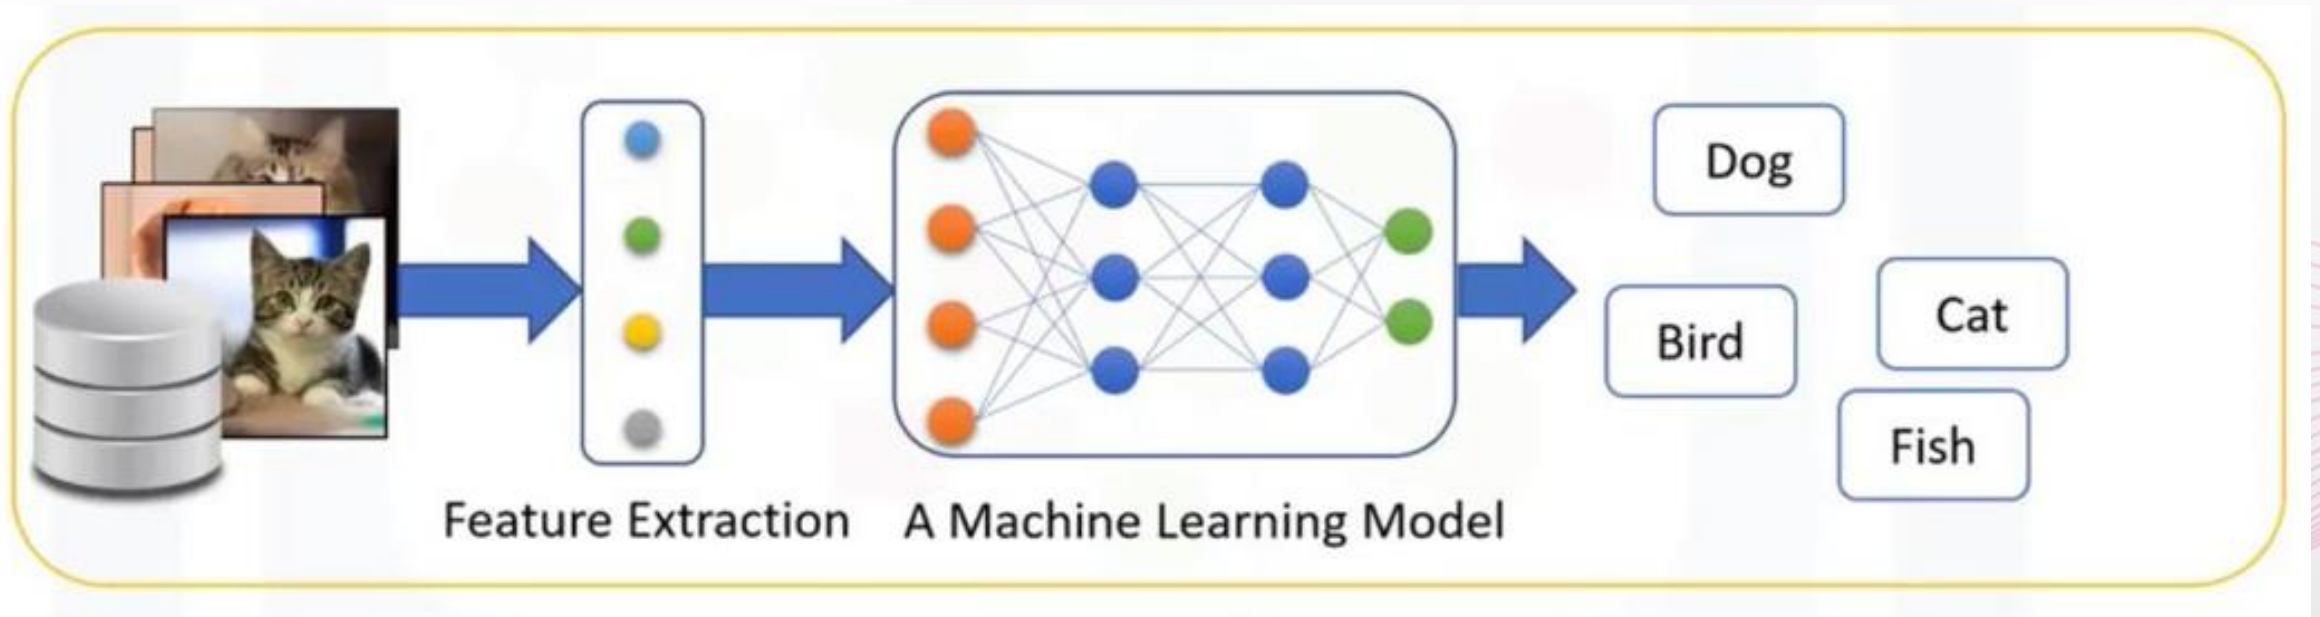 Dog
Bird
Cat
Fish
Feature Extraction
A Machine Learning Model